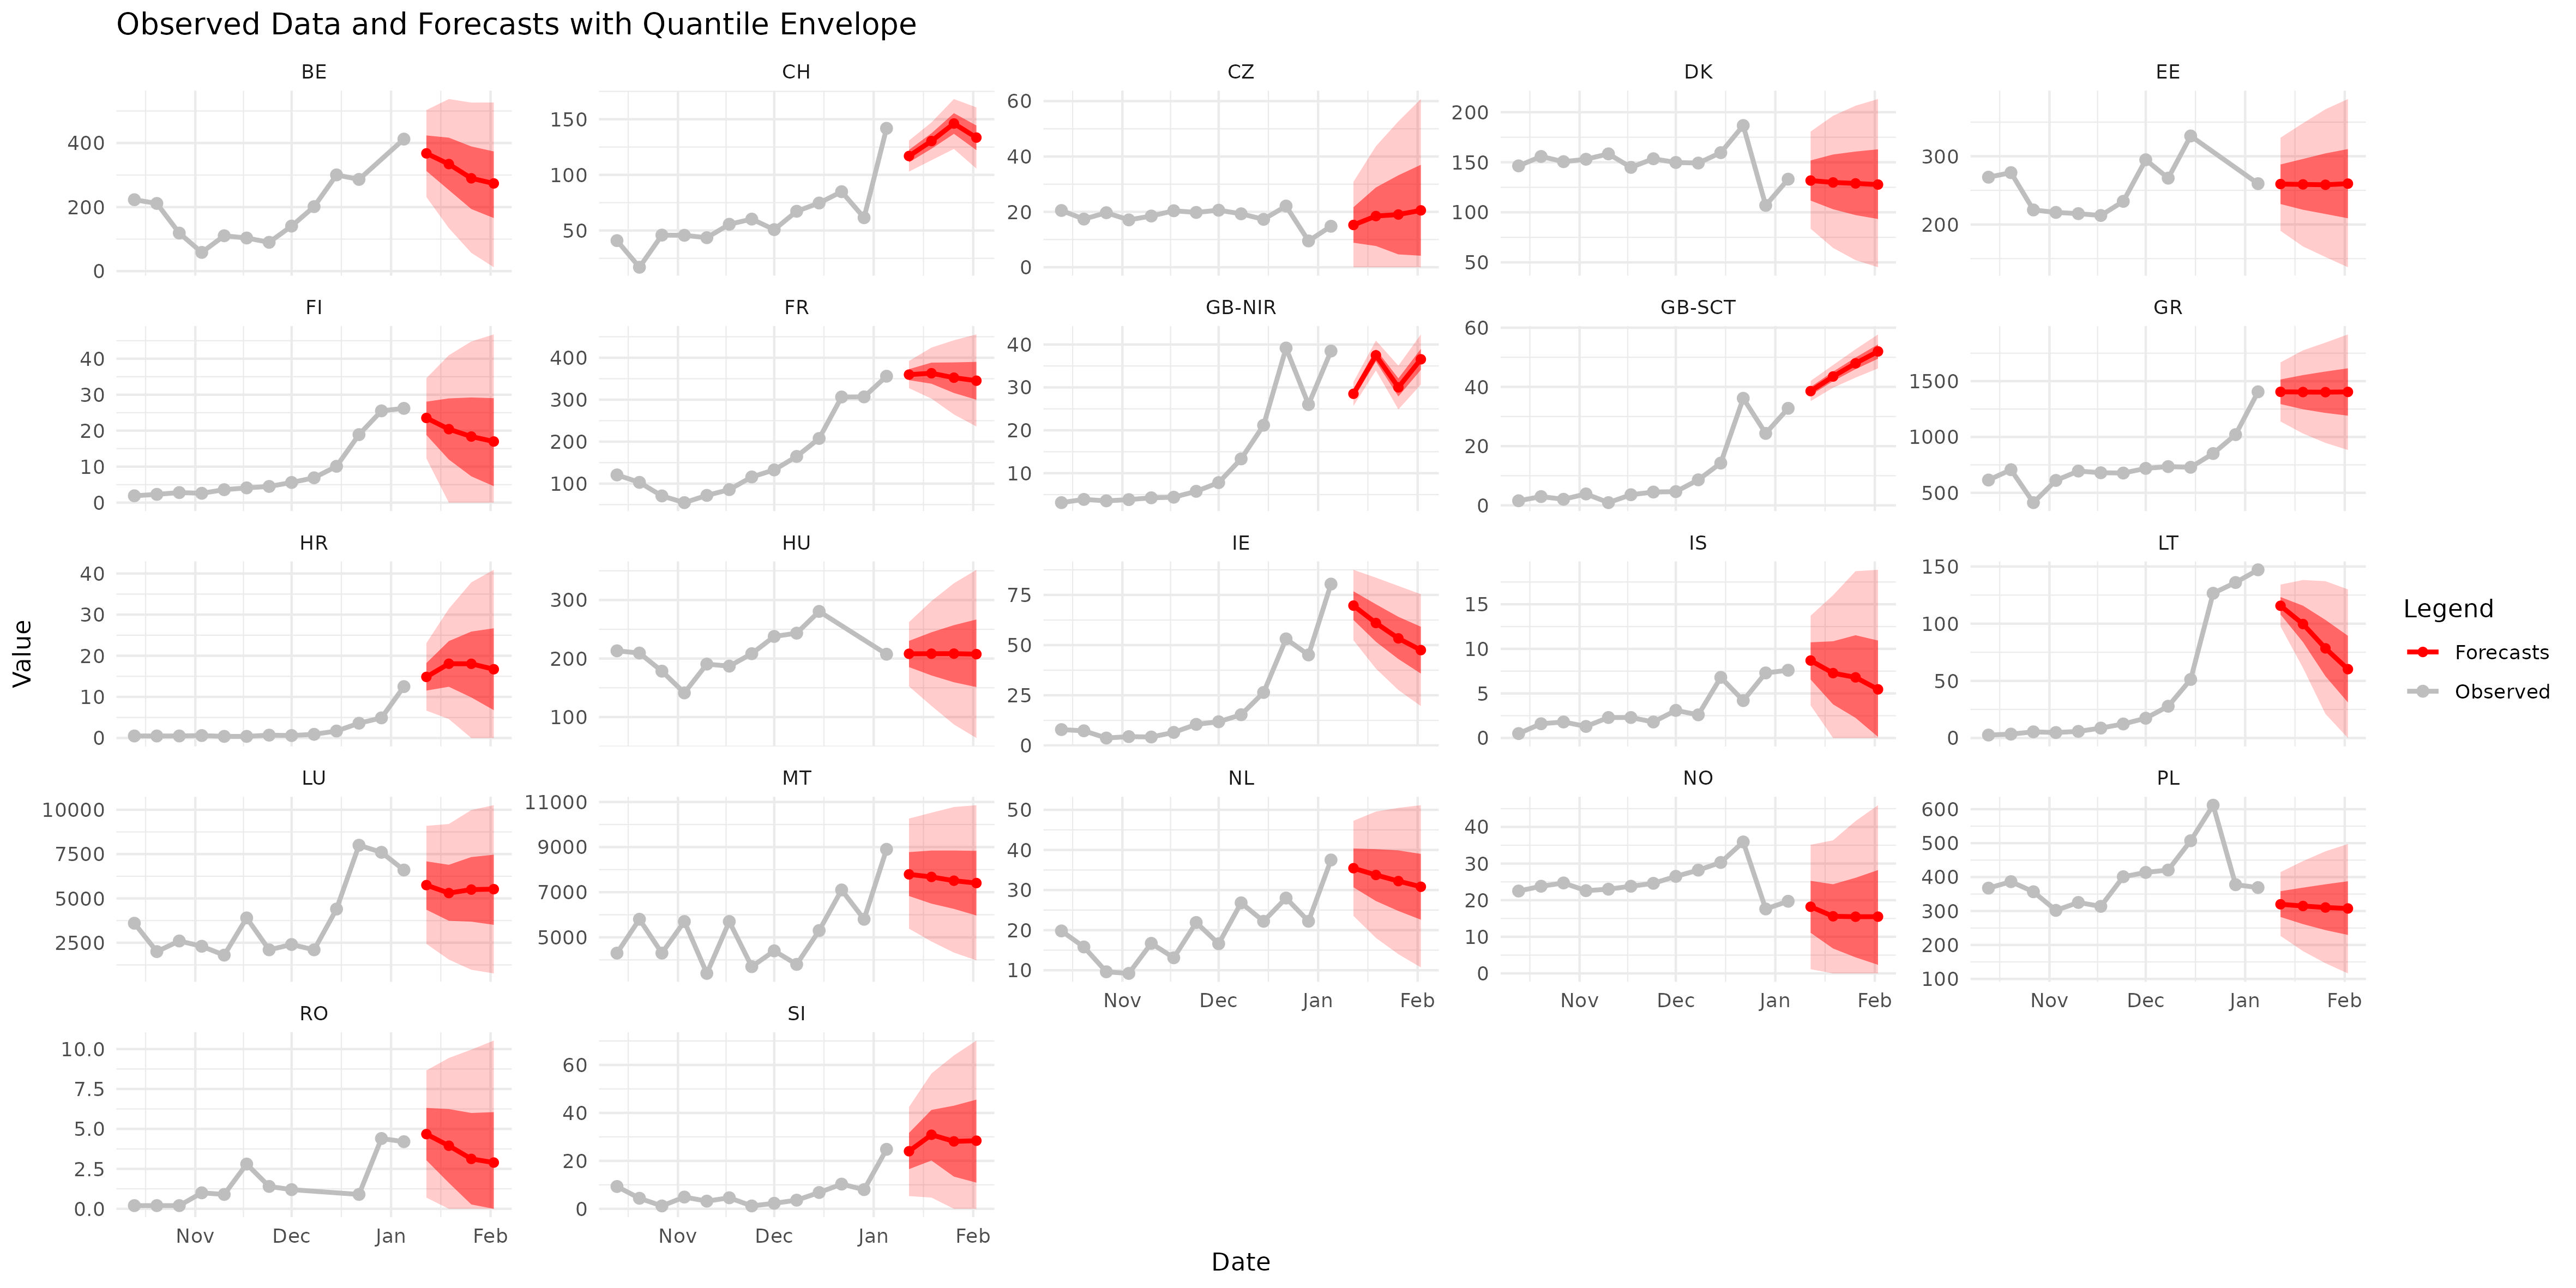 Observed Data and Forecasts with Quantile Envelope
BE
CH
CZ
DK
EE
400
200
0
150
100
50
60
40
20
0
200
150
100
50
300
200
FI
FR
GB-NIR
GB-SCT
GR
40
30
20
10
0
400
300
200
100
40
30
20
10
60
40
20
0
1500
1000
500
HR
HU
IE
IS
LT
40
30
20
10
0
300
200
100
75
50
25
0
15
10
5
0
150
100
50
0
Value
Legend
Forecasts
Observed
LU
MT
NL
NO
PL
10000
7500
5000
2500
11000
9000
7000
5000
50
40
30
20
10
40
30
20
10
0
600
500
400
300
200
100
Nov Dec Jan Feb
Nov Dec Jan Feb
Nov Dec Jan Feb
RO
SI
10.0
7.5
5.0
2.5
0.0
60
40
20
0
Nov Dec Jan Feb
Nov Dec Jan Feb
Date